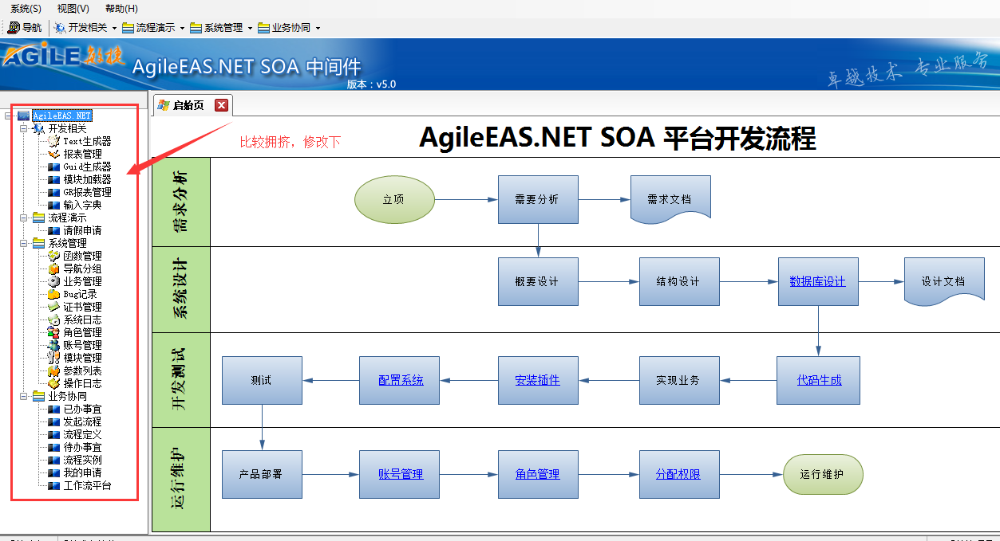 系统(S) 视图(V) 帮助(H)
导航 开发相关 流程演示 系统管理 业务协同
AGILE AgileEAS.NET SOA 中间件
版本：v5.0
卓越技术 专业服务
启始页
AgileEAS.NET
开发相关
Text生成器
报表管理
Guid生成器
模块加载器
GR报表管理
输入字典
流程演示
请假申请
系统管理
函数管理
导航分组
业务管理
Bug记录
证书管理
系统日志
角色管理
账号管理
模块管理
参数列表
操作日志
业务协同
已办事宜
发起流程
流程定义
待办事宜
流程实例
我的申请
工作流平台
比较拥挤，修改下
AgileEAS.NET SOA 平台开发流程
需求分析
立项 需要分析 需求文档
系统设计
概要设计 结构设计 数据库设计 设计文档
开发测试
测试 配置系统 安装插件 实现业务 代码生成
运行维护
产品部署 账号管理 角色管理 分配权限 运行维护